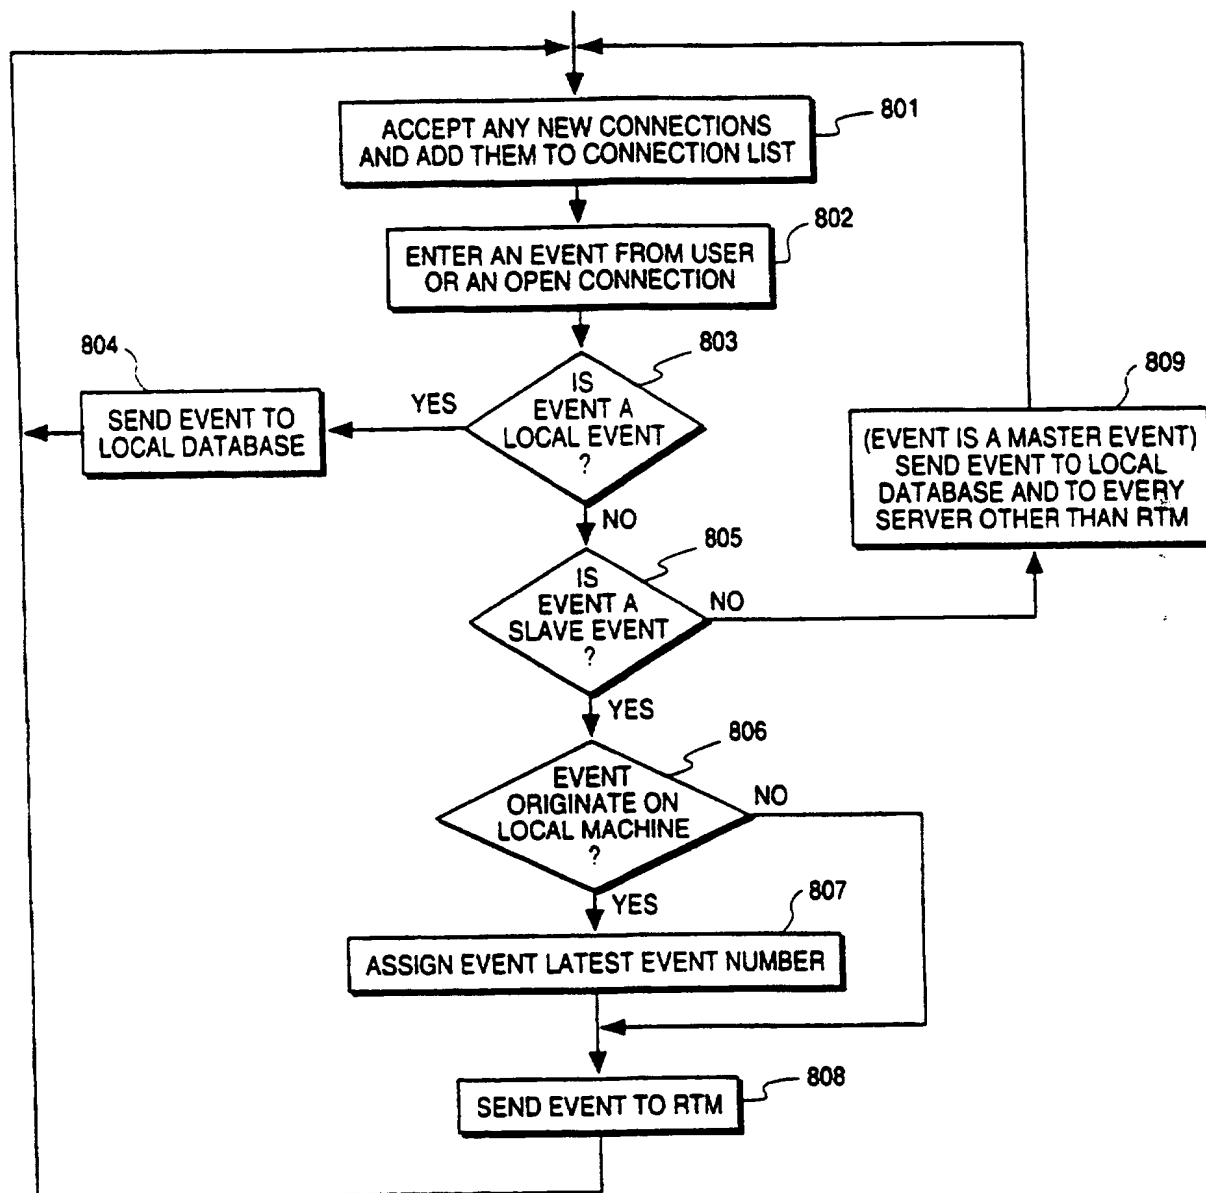 801
ACCEPT ANY NEW CONNECTIONS
AND ADD THEM TO CONNECTION LIST
802
ENTER AN EVENT FROM USER
OR AN OPEN CONNECTION
803
IS
EVENT A
LOCAL EVENT
?
YES
804
SEND EVENT TO
LOCAL DATABASE
NO
809
(EVENT IS A MASTER EVENT)
SEND EVENT TO LOCAL
DATABASE AND TO EVERY
SERVER OTHER THAN RTM
805
IS
EVENT A
SLAVE EVENT
?
NO
YES
806
EVENT
ORIGINATE ON
LOCAL MACHINE
?
NO
YES
807
ASSIGN EVENT LATEST EVENT NUMBER
808
SEND EVENT TO RTM